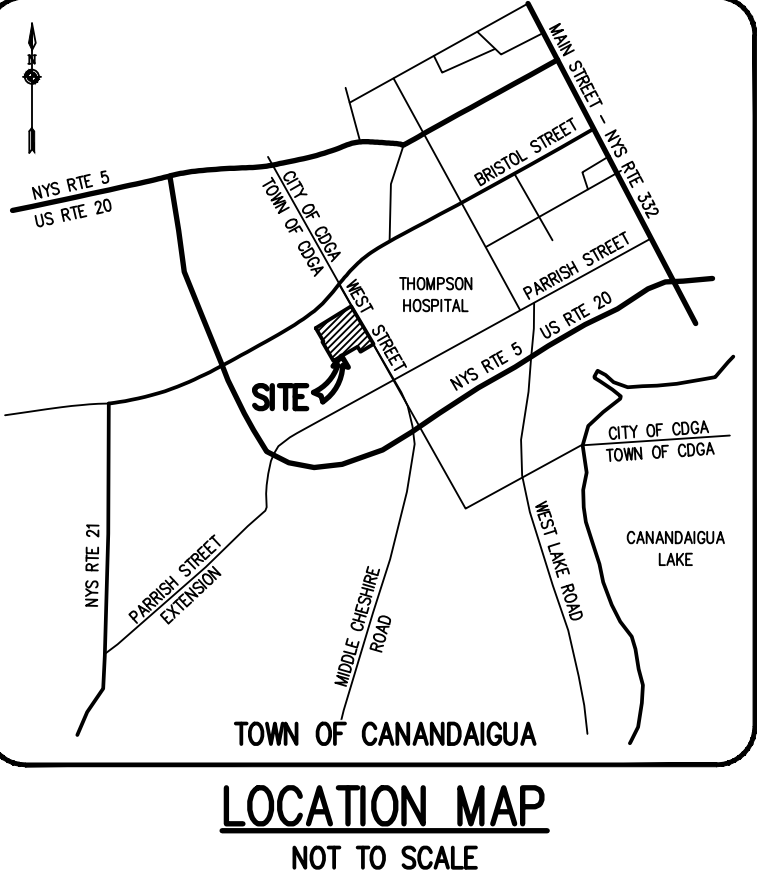 N
MAIN STREET - NYS RTE 332
BRISTOL STREET
NYS RTE 5
US RTE 20
CITY OF CDGA
TOWN OF CDGA
WEST STREET
THOMPSON
HOSPITAL
PARRISH STREET
NYS RTE 5
US RTE 20
SITE
CITY OF CDGA
TOWN OF CDGA
NYS RTE 21
PARRISH STREET
EXTENSION
MIDDLE CHESHIRE
ROAD
WEST LAKE ROAD
CANANDAIGUA
LAKE
TOWN OF CANANDAIGUA
LOCATION MAP
NOT TO SCALE